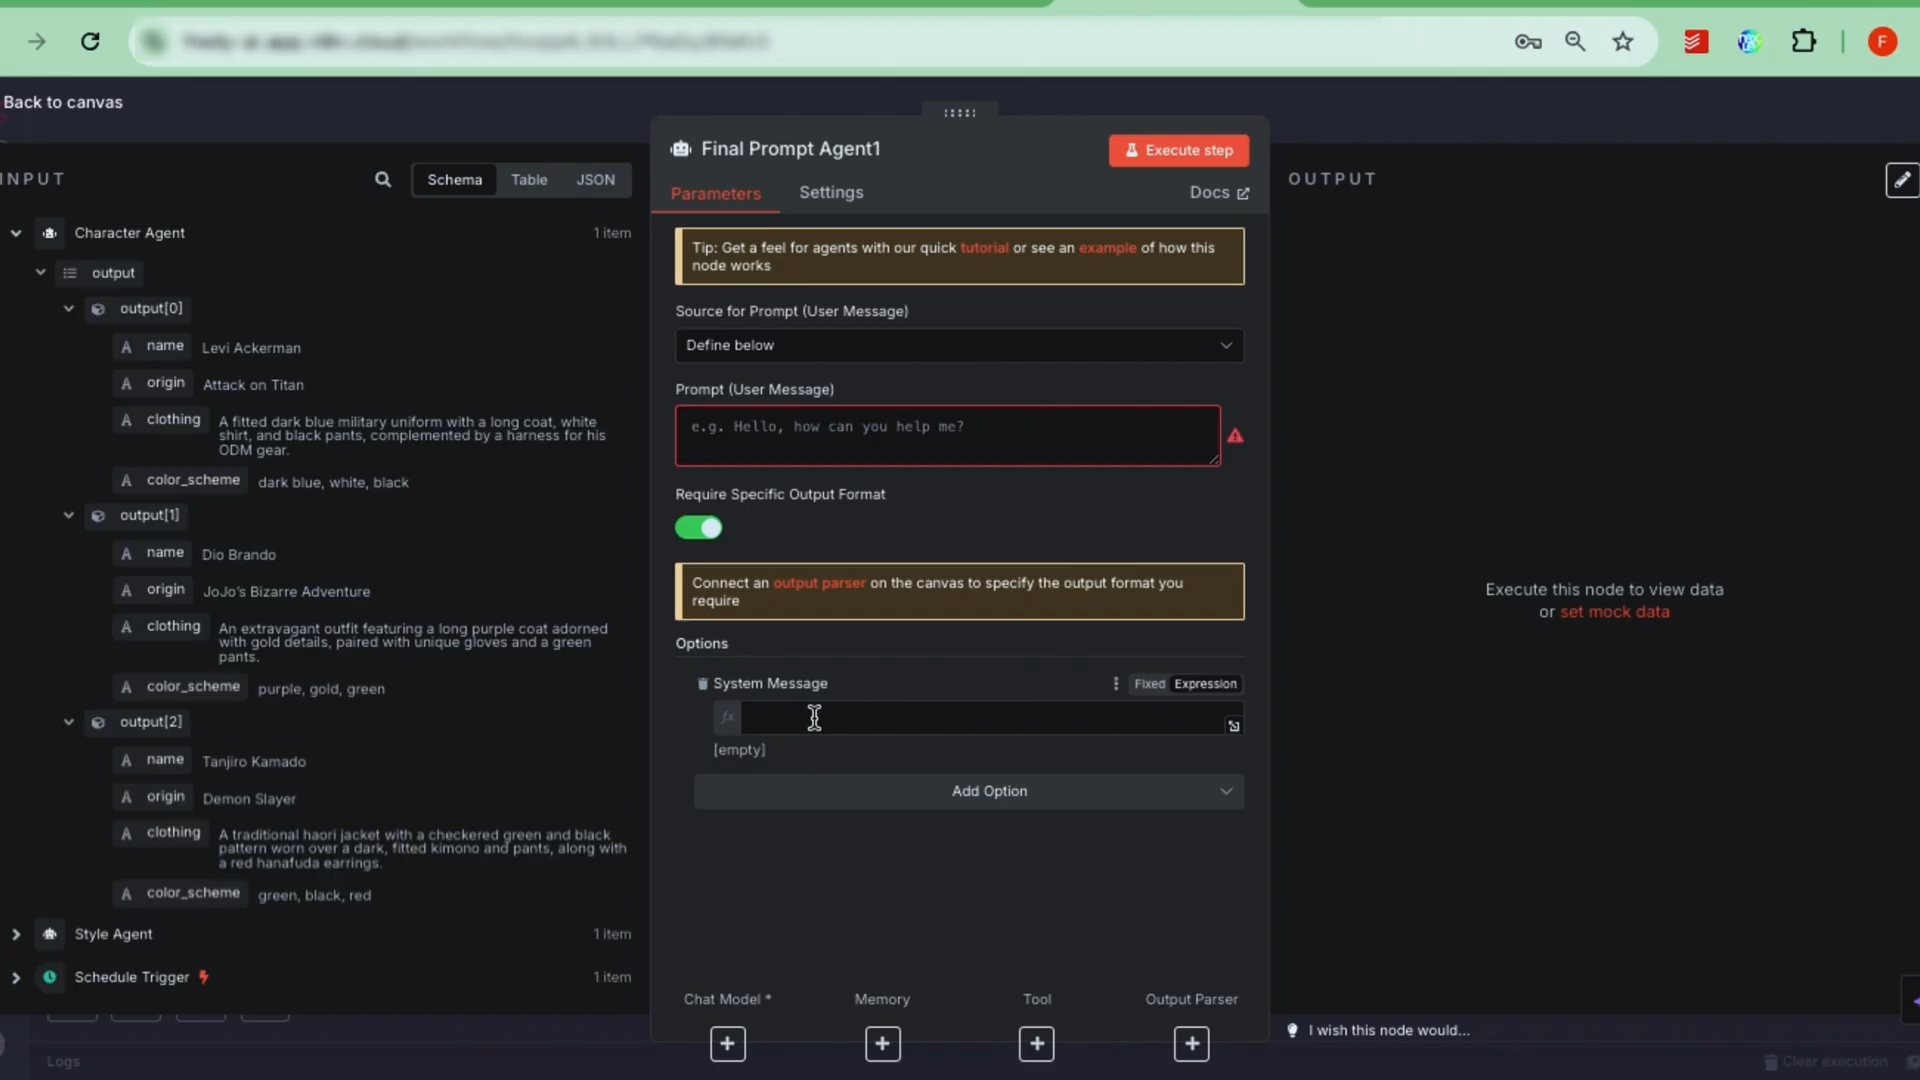 F
Back to canvas
INPUT
Schema
Table
JSON
Character Agent
1 item
output
output[0]
A name Levi Ackerman
A origin Attack on Titan
A clothing A fitted dark blue military uniform with a long coat, white
shirt, and black pants, complemented by a harness for his
ODM gear.
A color_scheme dark blue, white, black
output[1]
A name Dio Brando
A origin JoJo's Bizarre Adventure
A clothing An extravagant outfit featuring a long purple coat adorned
with gold details, paired with unique gloves and a green
pants.
A color_scheme purple, gold, green
output[2]
A name Tanjiro Kamado
A origin Demon Slayer
A clothing A traditional haori jacket with a checkered green and black
pattern worn over a dark, fitted kimono and pants, along with
a red hanafuda earrings.
A color_scheme green, black, red
Style Agent
1 item
Schedule Trigger
1 item
Logs
Final Prompt Agent1
Execute step
Parameters
Settings
Docs
Tip: Get a feel for agents with our quick tutorial or see an example of how this
node works
Source for Prompt (User Message)
Define below
Prompt (User Message)
e.g. Hello, how can you help me?
Require Specific Output Format
Connect an output parser on the canvas to specify the output format you
require
Options
System Message
Fixed
Expression
fx
[empty]
Add Option
Chat Model *
Memory
Tool
Output Parser
OUTPUT
Execute this node to view data
or set mock data
I wish this node would...
Clear execution